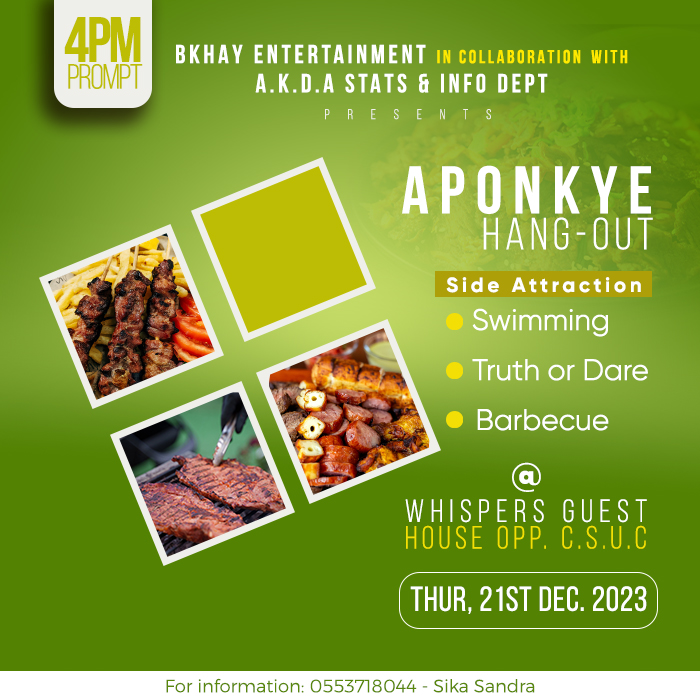 4PM
PROMPT
BKHAY ENTERTAINMENT IN COLLABORATION WITH
A.K.D.A STATS & INFO DEPT
PRESENTS
APONKYE
HANG-OUT
Side Attraction
Swimming
Truth or Dare
Barbecue
@
WHISPERS GUEST
HOUSE OPP. C.S.U.C
THUR, 21ST DEC. 2023
For information: 0553718044 - Sika Sandra